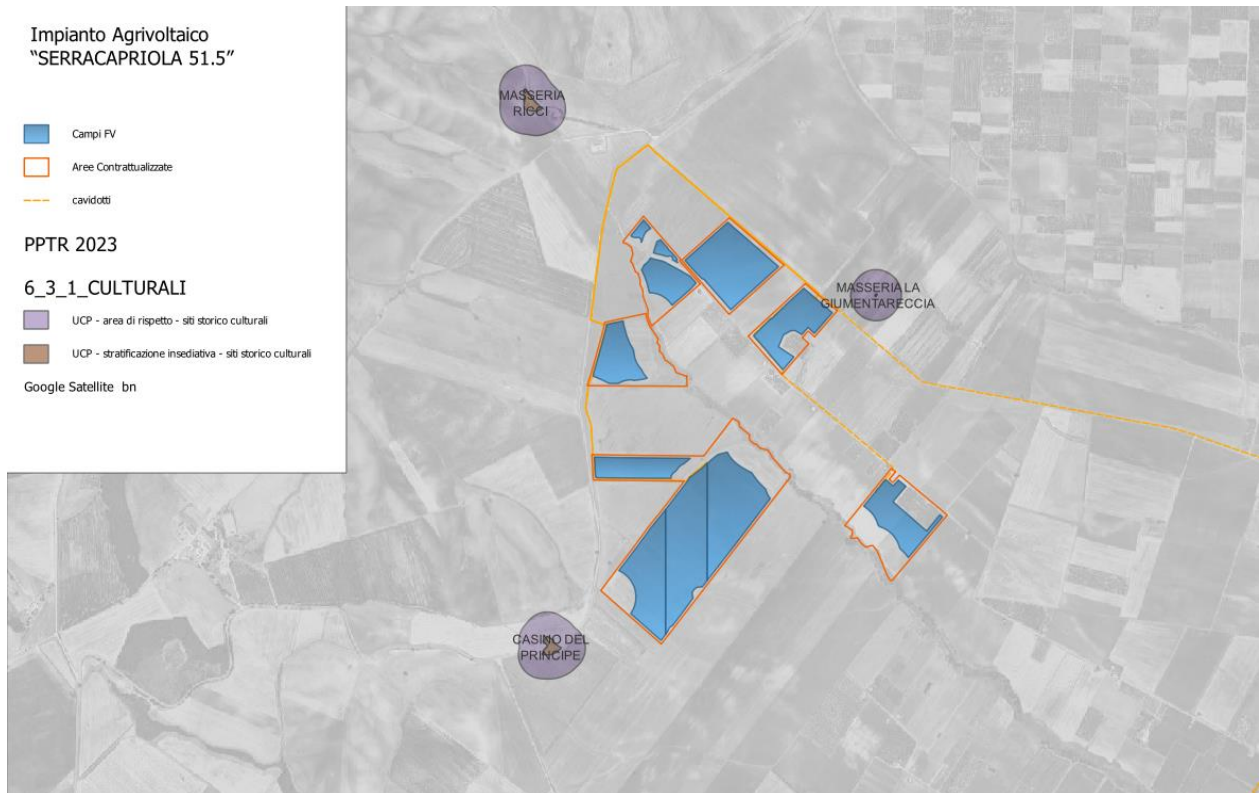 Impianto Agrivoltaico
“SERRACAPRIOLA 51.5”
Campi FV
Aree Contrattualizzate
cavidotti
PPTR 2023
6_3_1_CULTURALI
UCP - area di rispetto - siti storico culturali
UCP - stratificazione insediativa - siti storico culturali
Google Satellite bn
MASSERIA
RICCI
MASSERIA LA
GIUMENTARECCIA
CASINO DEL
PRINCIPE